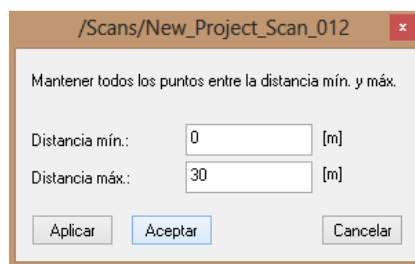 /Scans/New_Project_Scan_012
x
Mantener todos los puntos entre la distancia mín. y máx.
Distancia mín.: 0 [m]
Distancia máx.: 30 [m]
Aplicar Aceptar Cancelar